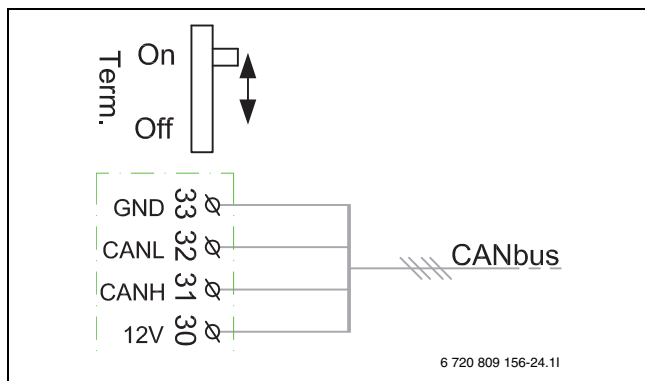 On
Term.
Off
GND 33
CANL 32
CANH 31
12V 30
CANbus
6 720 809 156-24.1I